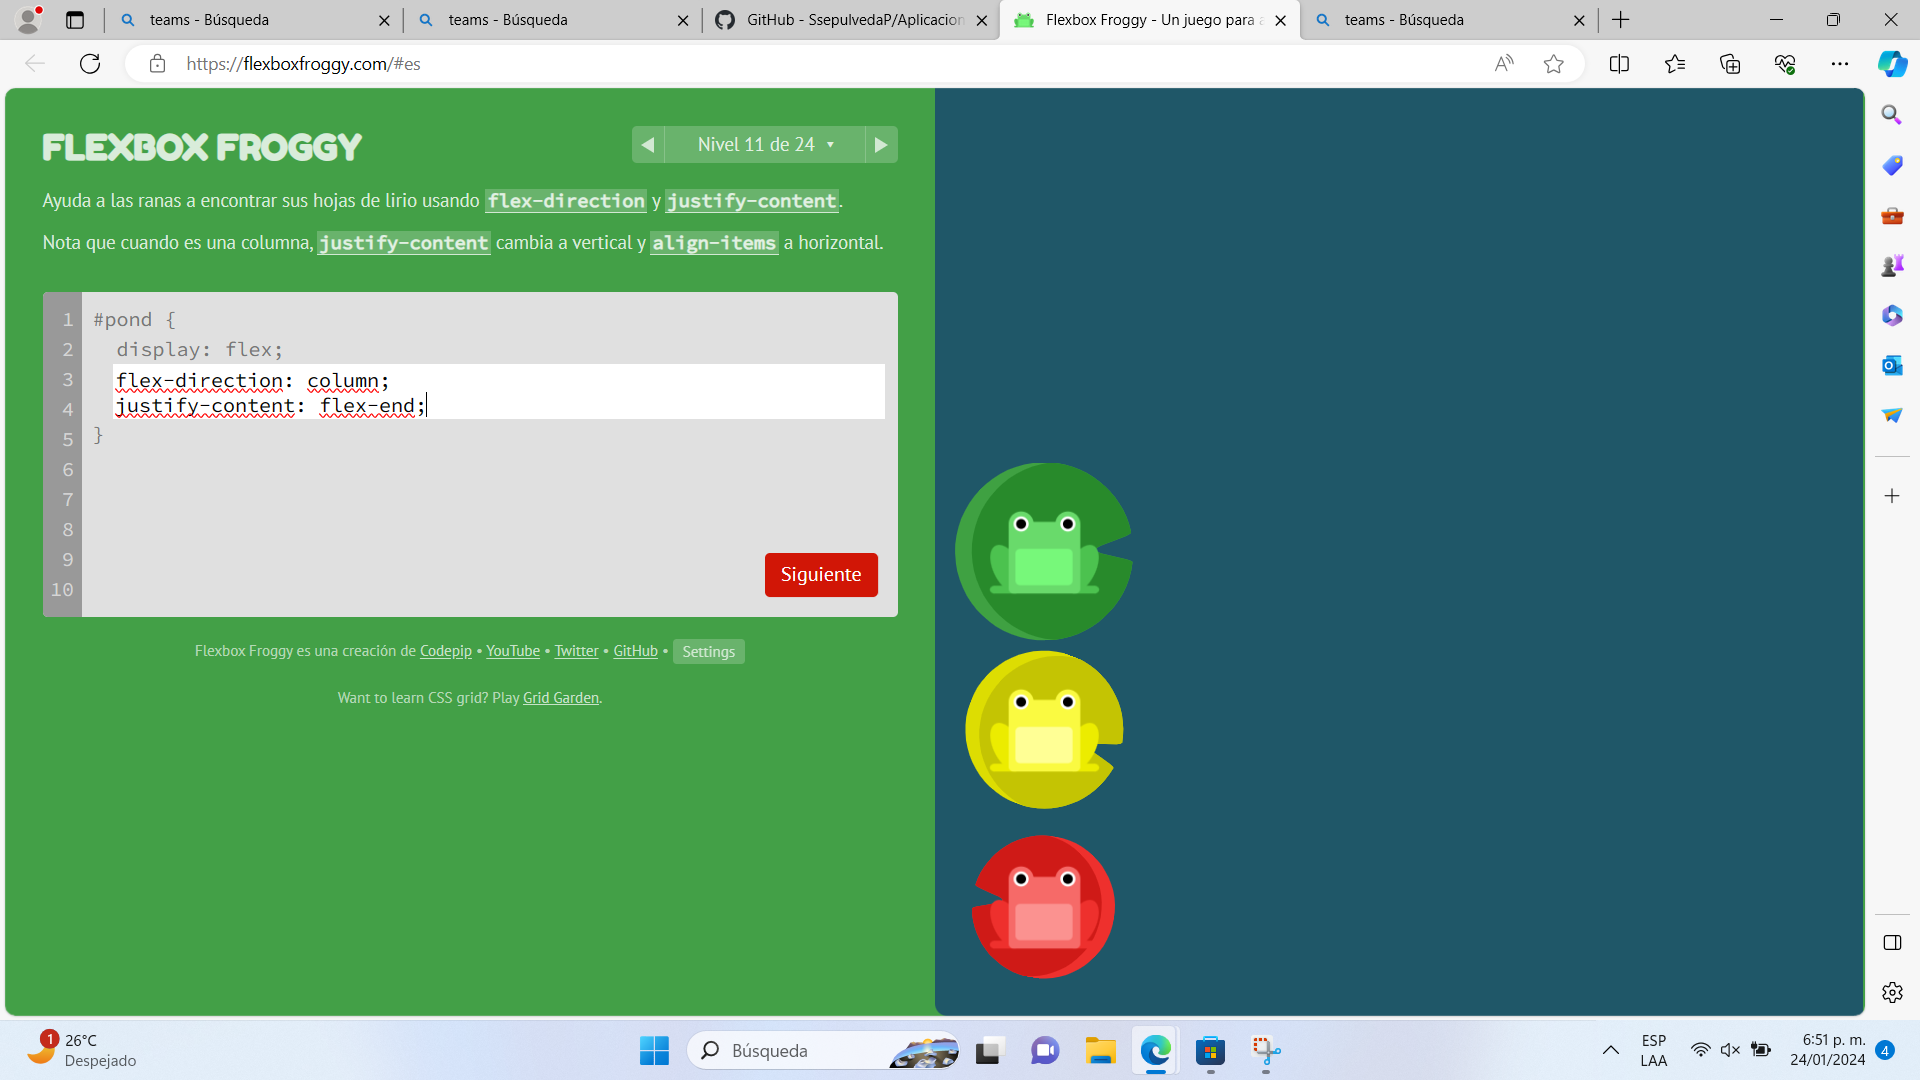 teams - Búsqueda
teams - Búsqueda
GitHub - SsepulvedaP/Aplicacion
Flexbox Froggy - Un juego para a
teams - Búsqueda
https://flexboxfroggy.com/#es
FLEXBOX FROGGY
Nivel 11 de 24 ▾
Ayuda a las ranas a encontrar sus hojas de lirio usando flex-direction y justify-content.
Nota que cuando es una columna, justify-content cambia a vertical y align-items a horizontal.
1 #pond {
2 display: flex;
3 flex-direction: column;
4 justify-content: flex-end;
5 }
6
7
8
9
10
Siguiente
Flexbox Froggy es una creación de Codepip • YouTube • Twitter • GitHub • Settings
Want to learn CSS grid? Play Grid Garden.
1
26°C
Despejado
Búsqueda
ESP
LAA
6:51 p. m.
24/01/2024
4